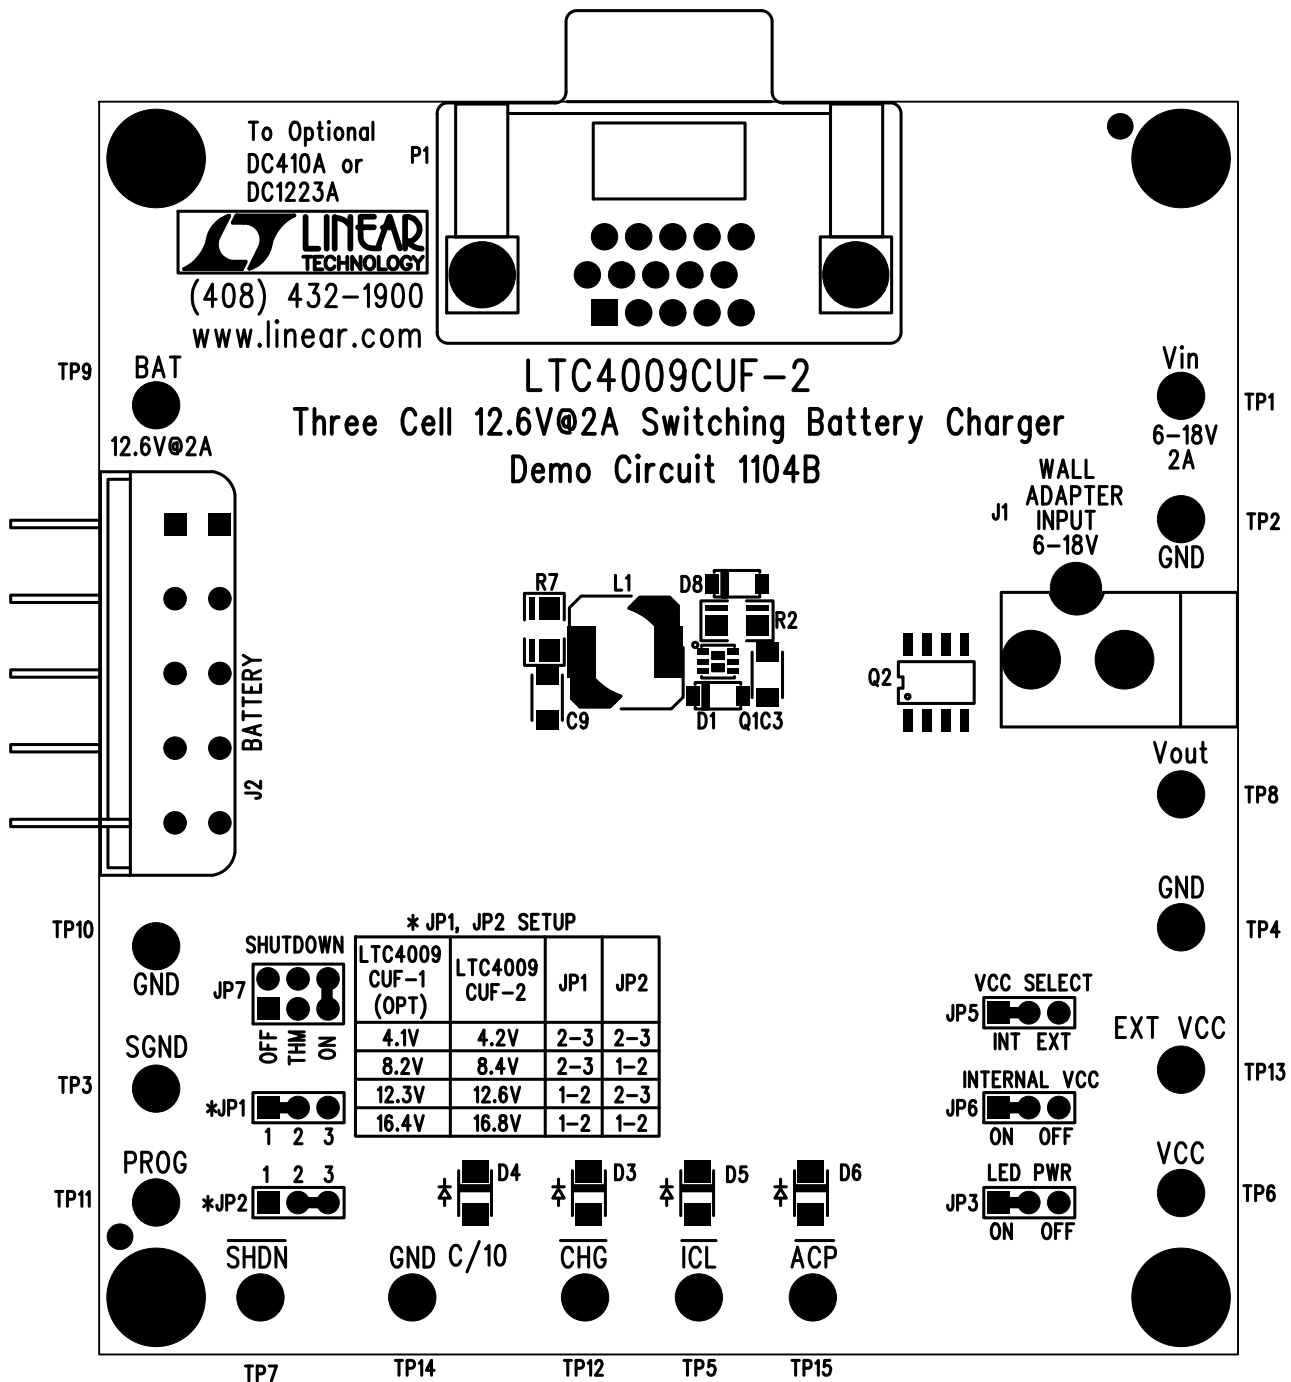 To Optional
DC410A or
DC1223A
P1
LINEAR
TECHNOLOGY
(408) 432-1900
www.linear.com
TP9
BAT
12.6V@2A
LTC4009CUF-2
Three Cell 12.6V@2A Switching Battery Charger
Demo Circuit 1104B
Vin
TP1
6-18V
2A
J1
WALL
ADAPTER
INPUT
6-18V
TP2
GND
R7
L1
D8
R2
Q2
C9
D1
Q1C3
BATTERY
J2
Vout
TP8
GND
TP4
TP10
GND
SHUTDOWN
JP7
OFF
THM
ON
* JP1, JP2 SETUP
LTC4009 CUF-1 (OPT) LTC4009 CUF-2 JP1 JP2
4.1V 4.2V 2-3 2-3
8.2V 8.4V 2-3 1-2
12.3V 12.6V 1-2 2-3
16.4V 16.8V 1-2 1-2
VCC SELECT
JP5
INT EXT
EXT VCC
TP13
SGND
TP3
*JP1
1 2 3
INTERNAL VCC
JP6
ON OFF
PROG
TP11
1 2 3
*JP2
D4
D3
D5
D6
LED PWR
JP3
ON OFF
VCC
TP6
SHDN
GND
C/10
CHG
ICL
ACP
TP7
TP14
TP12
TP5
TP15